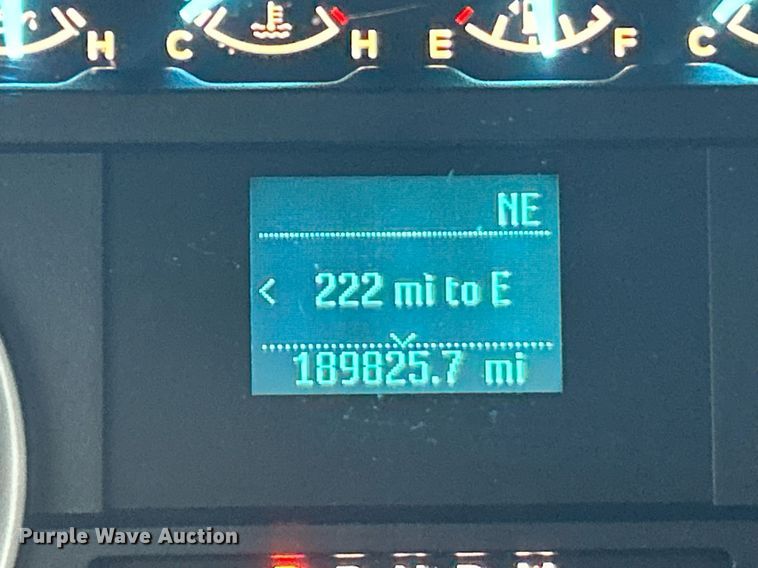 H C H E F C
NE
< 222 mi to E
189825.7 mi
Purple Wave Auction